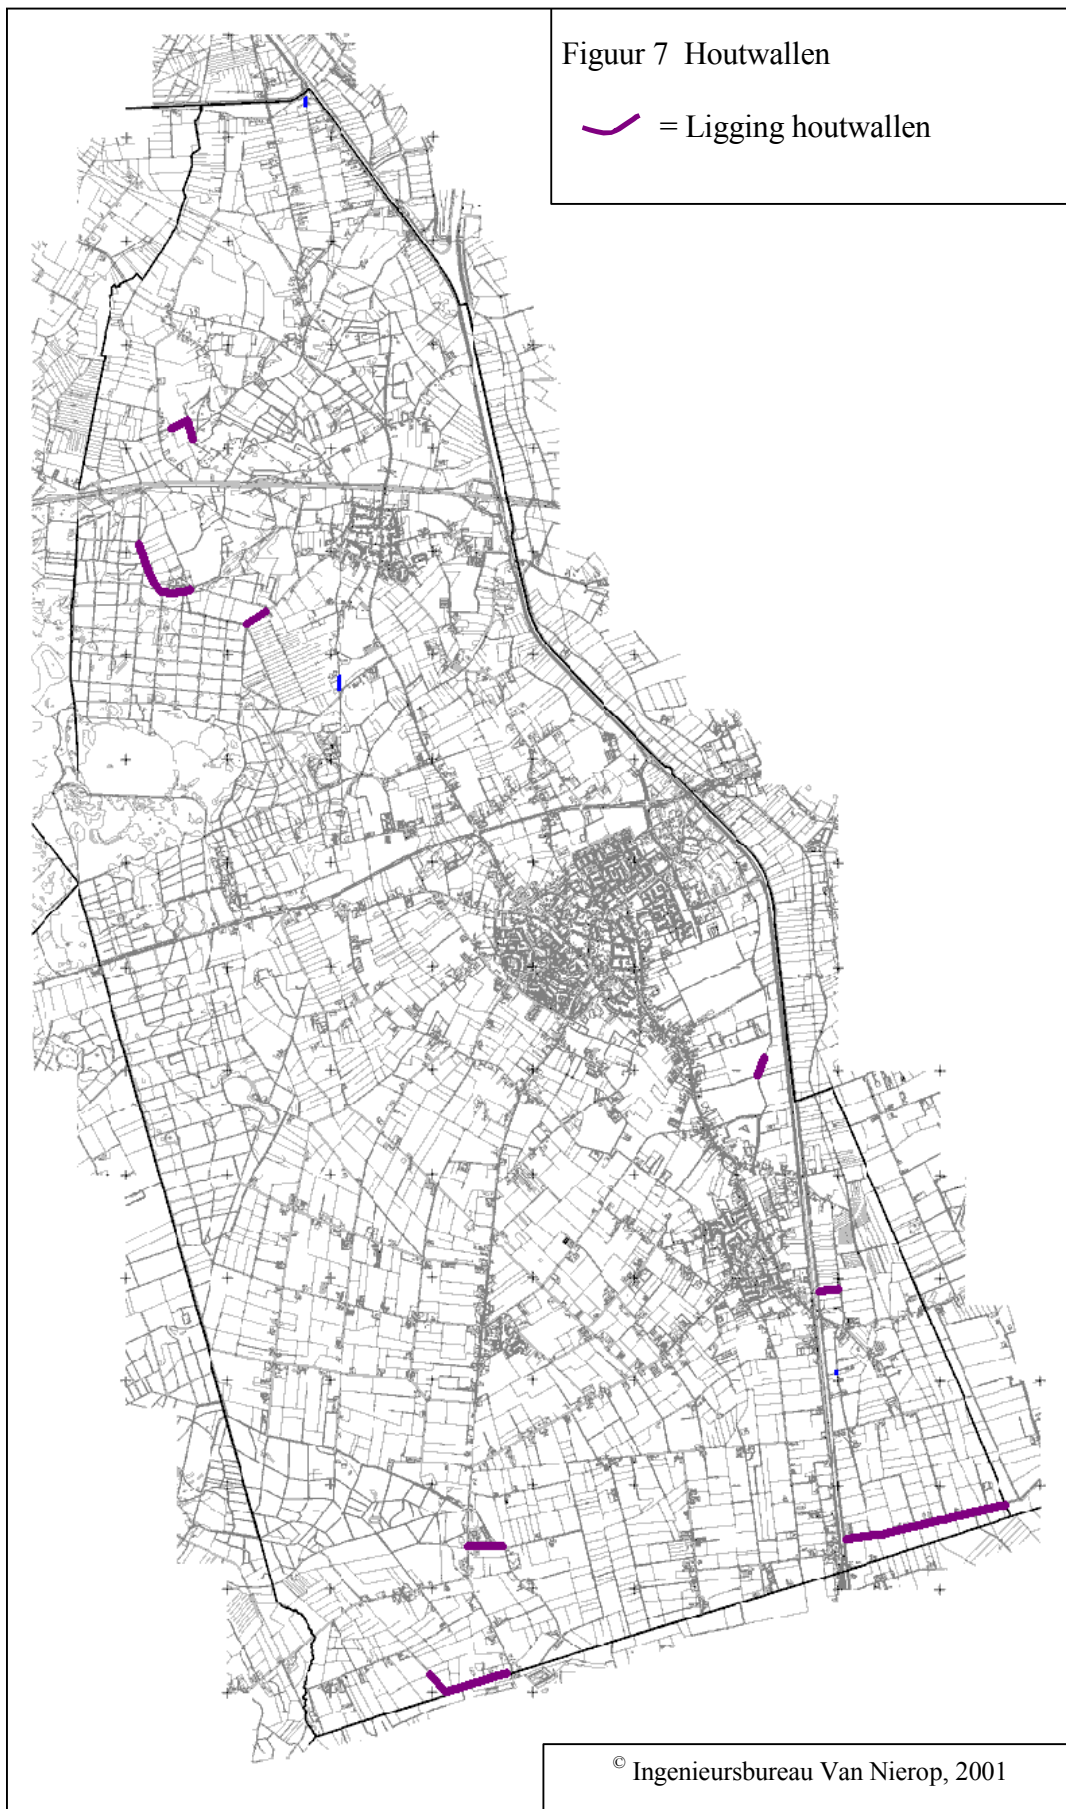 Figuur 7 Houtwallen
= Ligging houtwallen
© Ingenieursbureau Van Nierop, 2001